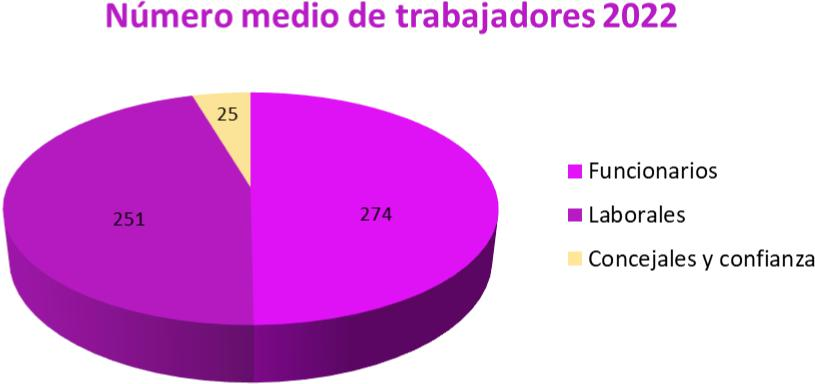 Número medio de trabajadores 2022
25
251
274
Funcionarios
Laborales
Concejales y confianza